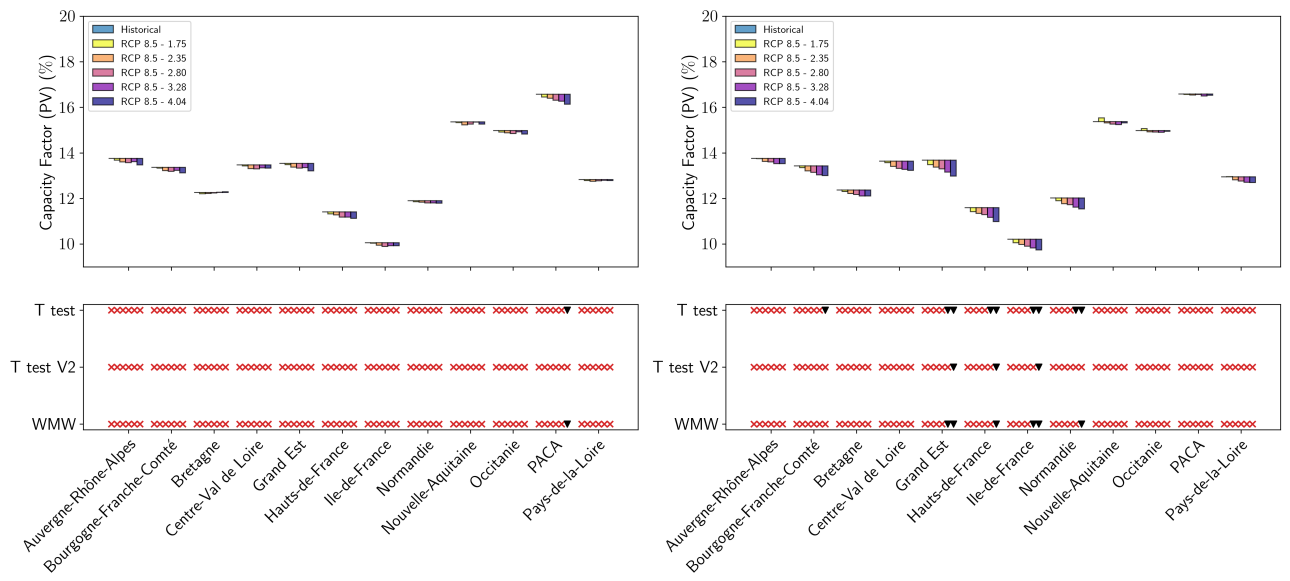 Capacity Factor (PV) (%)
20
18
16
14
12
10
Historical
RCP 8.5 - 1.75
RCP 8.5 - 2.35
RCP 8.5 - 2.80
RCP 8.5 - 3.28
RCP 8.5 - 4.04
T test
T test V2
WMW
Auvergne-Rhône-Alpes
Bourgogne-Franche-Comté
Bretagne
Centre-Val de Loire
Grand Est
Hauts-de-France
Ile-de-France
Normandie
Nouvelle-Aquitaine
Occitanie
PACA
Pays-de-la-Loire
Capacity Factor (PV) (%)
20
18
16
14
12
10
Historical
RCP 8.5 - 1.75
RCP 8.5 - 2.35
RCP 8.5 - 2.80
RCP 8.5 - 3.28
RCP 8.5 - 4.04
T test
T test V2
WMW
Auvergne-Rhône-Alpes
Bourgogne-Franche-Comté
Bretagne
Centre-Val de Loire
Grand Est
Hauts-de-France
Ile-de-France
Normandie
Nouvelle-Aquitaine
Occitanie
PACA
Pays-de-la-Loire